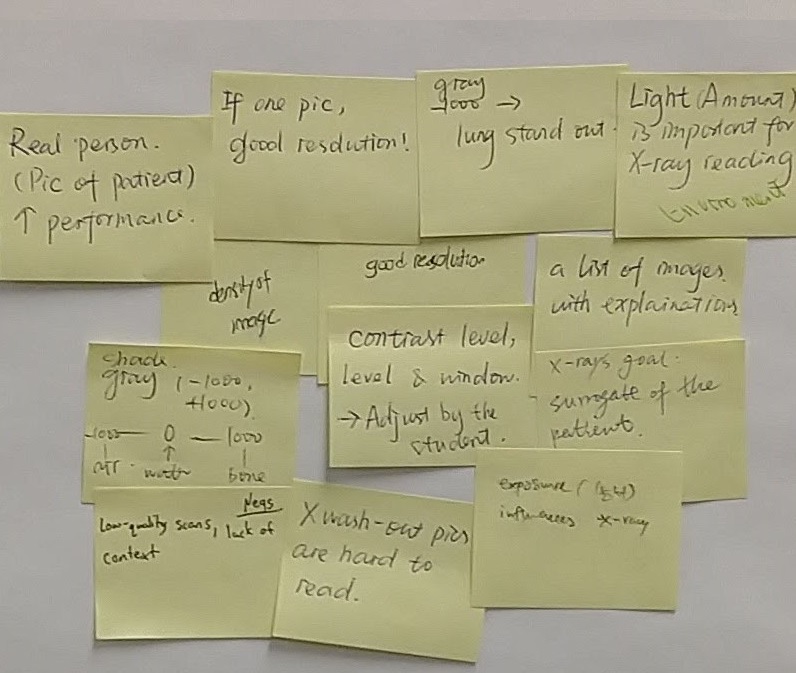 Real person.
(Pic of patient)
↑ performance.
If one pic,
good resolution!
gray
1000 →
lung stand out.
Light (Amount)
is important for
X-ray reading
Environment
density of
image
good resolution
a list of images
with explainations
shade
gray (-1000,
+1000).
-1000 — 0 — 1000
air
bone
contrast level,
level & window.
→ Adjust by the
student.
x-rays goal:
surrogate of the
patient.
Negs
Low-quality scans, lack of
context
X wash-out pics
are hard to
read.
exposure (
influences x-ray